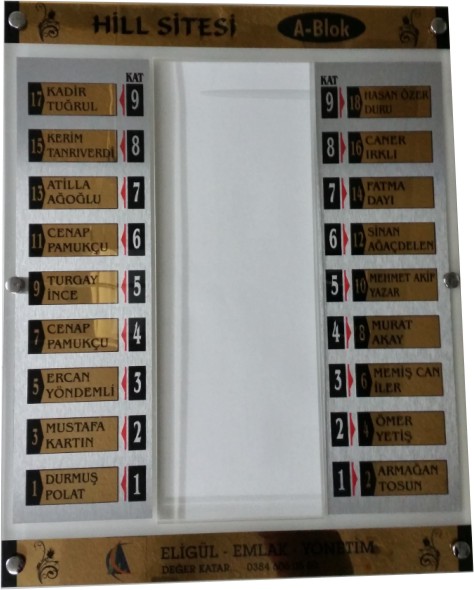 HİLL SİTESİ A-Blok
KAT
17 KADİR
TUĞRUL 9
15 KERİM
TANRIVERDİ 8
13 ATİLLA
AĞOĞLU 7
11 CENAP
PAMUKÇU 6
9 TURGAY
İNCE 5
7 CENAP
PAMUKÇU 4
5 ERCAN
YÖNDEMLİ 3
3 MUSTAFA
KARTIN 2
1 DURMUŞ
POLAT 1
KAT
9 18 HASAN ÖZER
DURU
8 16 CANER
IRKLI
7 14 FATMA
DAYI
6 12 SİNAN
AĞAÇDELEN
5 10 MEHMET AKİF
YAZAR
4 8 MURAT
AKAY
3 6 MEMİŞ CAN
İLER
2 4 ÖMER
YETİŞ
1 2 ARMAĞAN
TOSUN
ELİGÜL - EMLAK - YÖNETİM
DEĞER KATAR... 0384